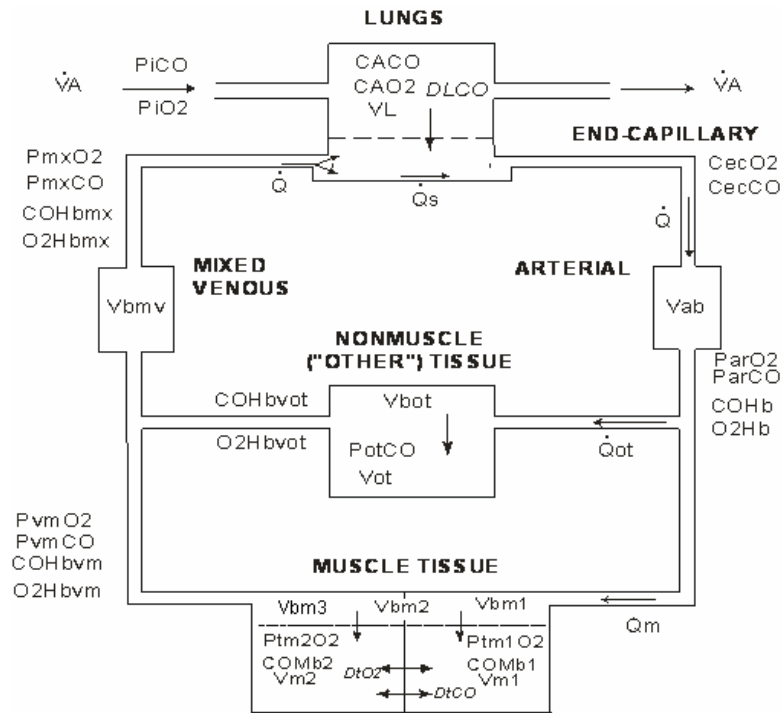 LUNGS
V̇A
PiCO
PiO2
CACO
CAO2
DLCO
VL
V̇A
END-CAPILLARY
PmxO2
PmxCO
COHbmx
O2Hbmx
Q̇
Q̇s
CecO2
CecCO
Q̇
MIXED
VENOUS
ARTERIAL
Vbmv
Vab
NONMUSCLE
("OTHER") TISSUE
ParO2
ParCO
COHb
O2Hb
COHbvot
O2Hbvot
Vbot
PotCO
Vot
Q̇ot
PvmO2
PvmCO
COHbvm
O2Hbvm
MUSCLE TISSUE
Vbm3
Vbm2
Vbm1
Qm
Ptm2O2
COMb2
Vm2
DtO2
Ptm1O2
COMb1
Vm1
DtCO